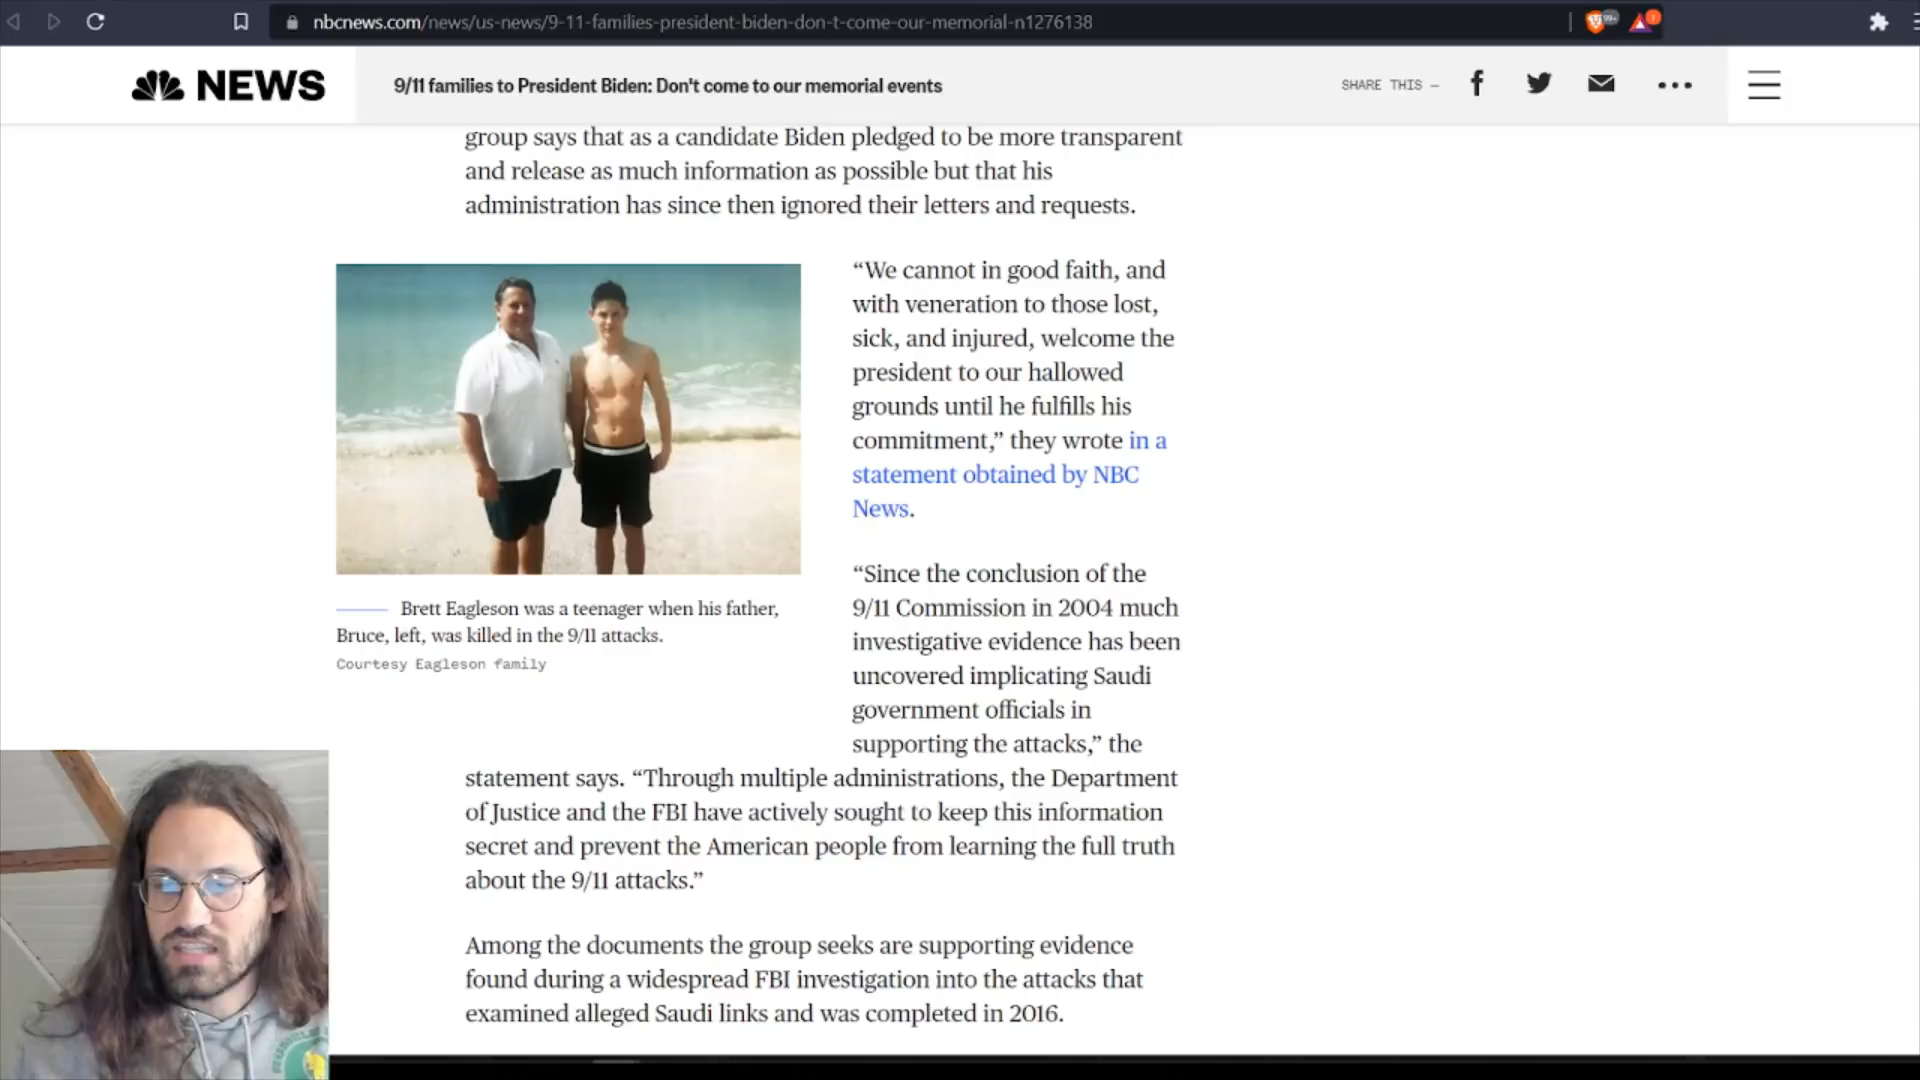 nbcnews.com/news/us-news/9-11-families-president-biden-don-t-come-our-memorial-n1276138
NEWS
9/11 families to President Biden: Don't come to our memorial events
SHARE THIS —
group says that as a candidate Biden pledged to be more transparent
and release as much information as possible but that his
administration has since then ignored their letters and requests.
“We cannot in good faith, and
with veneration to those lost,
sick, and injured, welcome the
president to our hallowed
grounds until he fulfills his
commitment,” they wrote in a
statement obtained by NBC
News.
Brett Eagleson was a teenager when his father,
Bruce, left, was killed in the 9/11 attacks.
Courtesy Eagleson family
“Since the conclusion of the
9/11 Commission in 2004 much
investigative evidence has been
uncovered implicating Saudi
government officials in
supporting the attacks,” the
statement says. “Through multiple administrations, the Department
of Justice and the FBI have actively sought to keep this information
secret and prevent the American people from learning the full truth
about the 9/11 attacks.”
Among the documents the group seeks are supporting evidence
found during a widespread FBI investigation into the attacks that
examined alleged Saudi links and was completed in 2016.